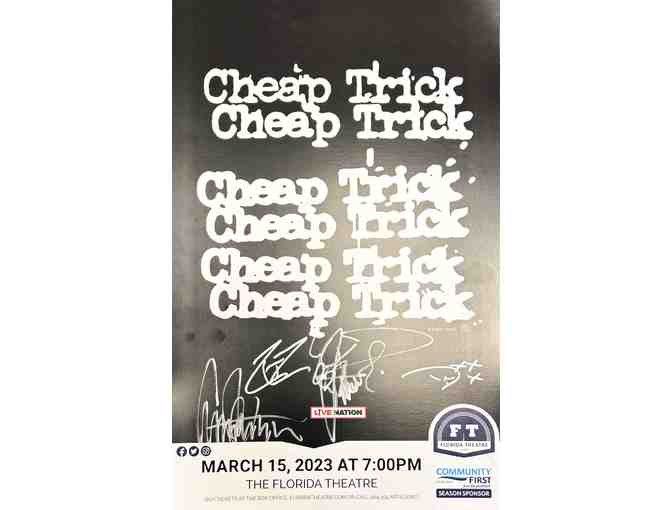 Cheap Trick
Cheap Trick
Cheap Trick
Cheap Trick
Cheap Trick
Cheap Trick
LIVE NATION
FT
FLORIDA THEATRE
MARCH 15, 2023 AT 7:00PM
THE FLORIDA THEATRE
COMMUNITY
FIRST
SEASON SPONSOR